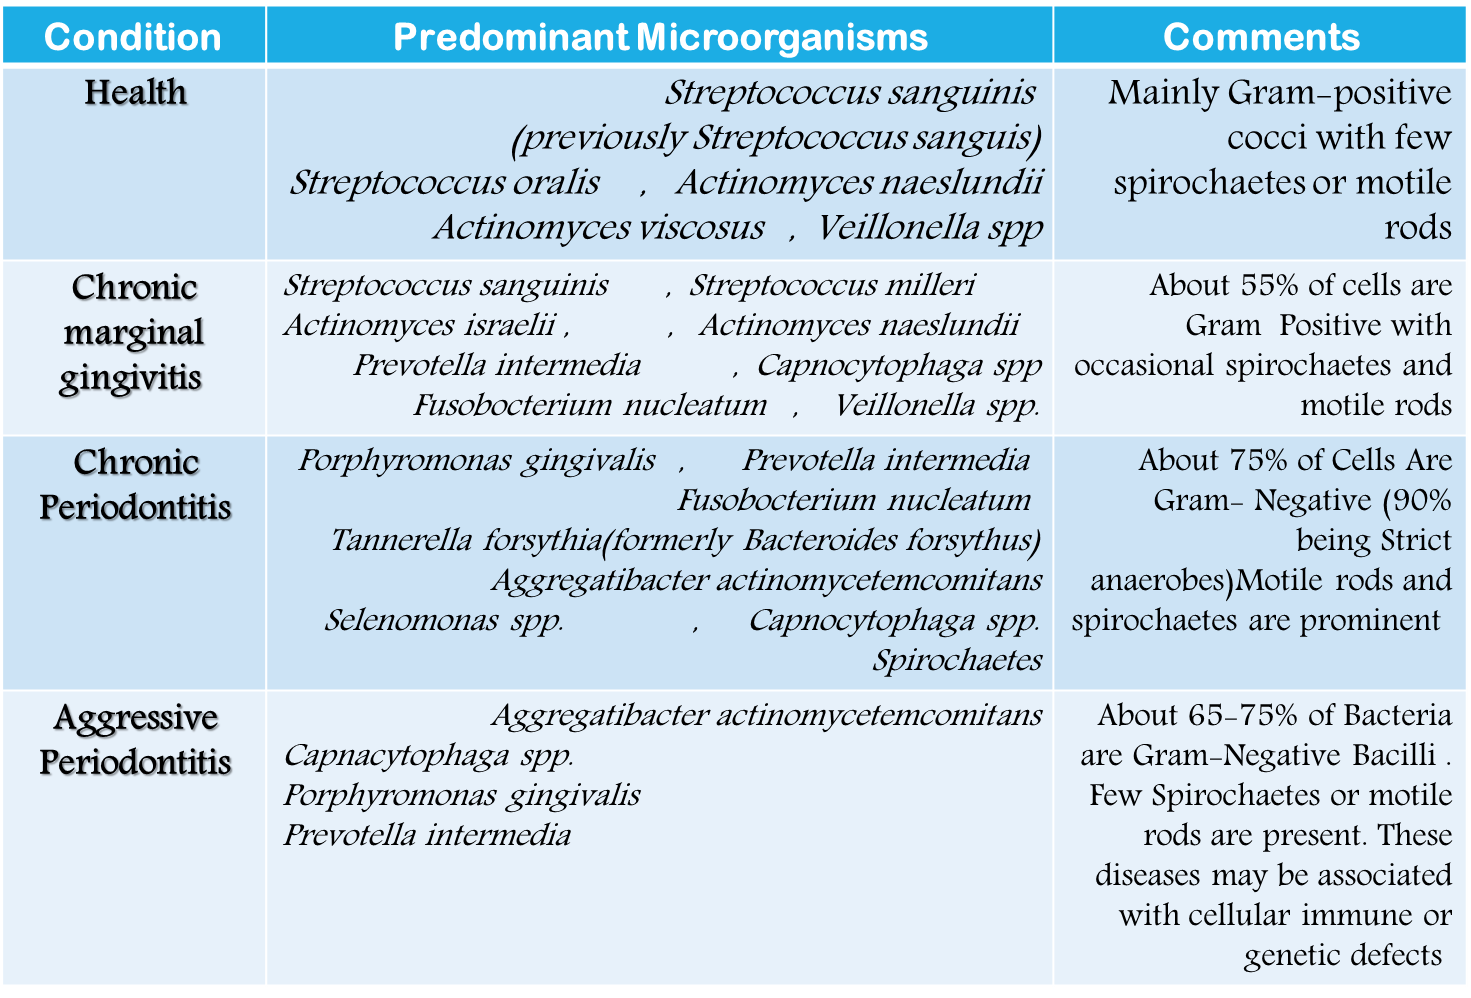 Condition Predominant Microorganisms Comments
Health
Streptococcus sanguinis
(previously Streptococcus sanguis)
Streptococcus oralis , Actinomyces naeslundii
Actinomyces viscosus , Veillonella spp
Mainly Gram-positive
cocci with few
spirochaetes or motile
rods
Chronic
marginal
gingivitis
Streptococcus sanguinis , Streptococcus milleri
Actinomyces israelii , , Actinomyces naeslundii
Prevotella intermedia , Capnocytophaga spp
Fusobocterium nucleatum , Veillonella spp.
About 55% of cells are
Gram Positive with
occasional spirochaetes and
motile rods
Chronic
Periodontitis
Porphyromonas gingivalis , Prevotella intermedia
Fusobocterium nucleatum
Tannerella forsythia(formerly Bacteroides forsythus)
Aggregatibacter actinomycetemcomitans
Selenomonas spp. , Capnocytophaga spp.
Spirochaetes
About 75% of Cells Are
Gram- Negative (90%
being Strict
anaerobes)Motile rods and
spirochaetes are prominent
Aggressive
Periodontitis
Aggregatibacter actinomycetemcomitans
Capnacytophaga spp.
Porphyromonas gingivalis
Prevotella intermedia
About 65-75% of Bacteria
are Gram-Negative Bacilli .
Few Spirochaetes or motile
rods are present. These
diseases may be associated
with cellular immune or
genetic defects